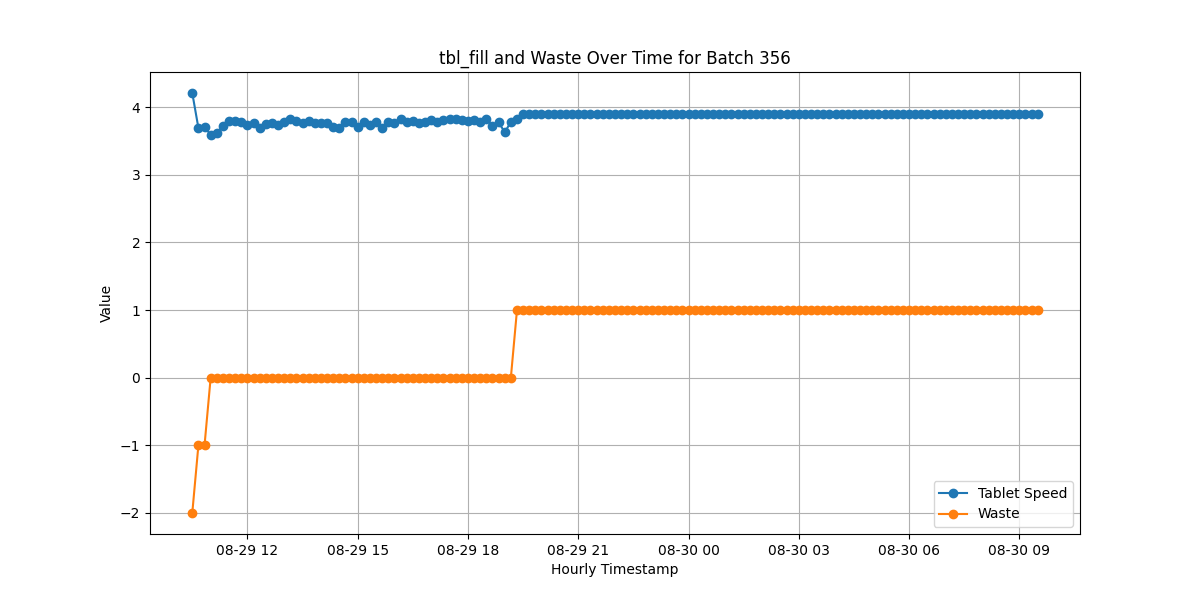 tbl_fill and Waste Over Time for Batch 356
Value
4
3
2
1
0
−1
−2
Tablet Speed
Waste
08-29 12 08-29 15 08-29 18 08-29 21 08-30 00 08-30 03 08-30 06 08-30 09
Hourly Timestamp